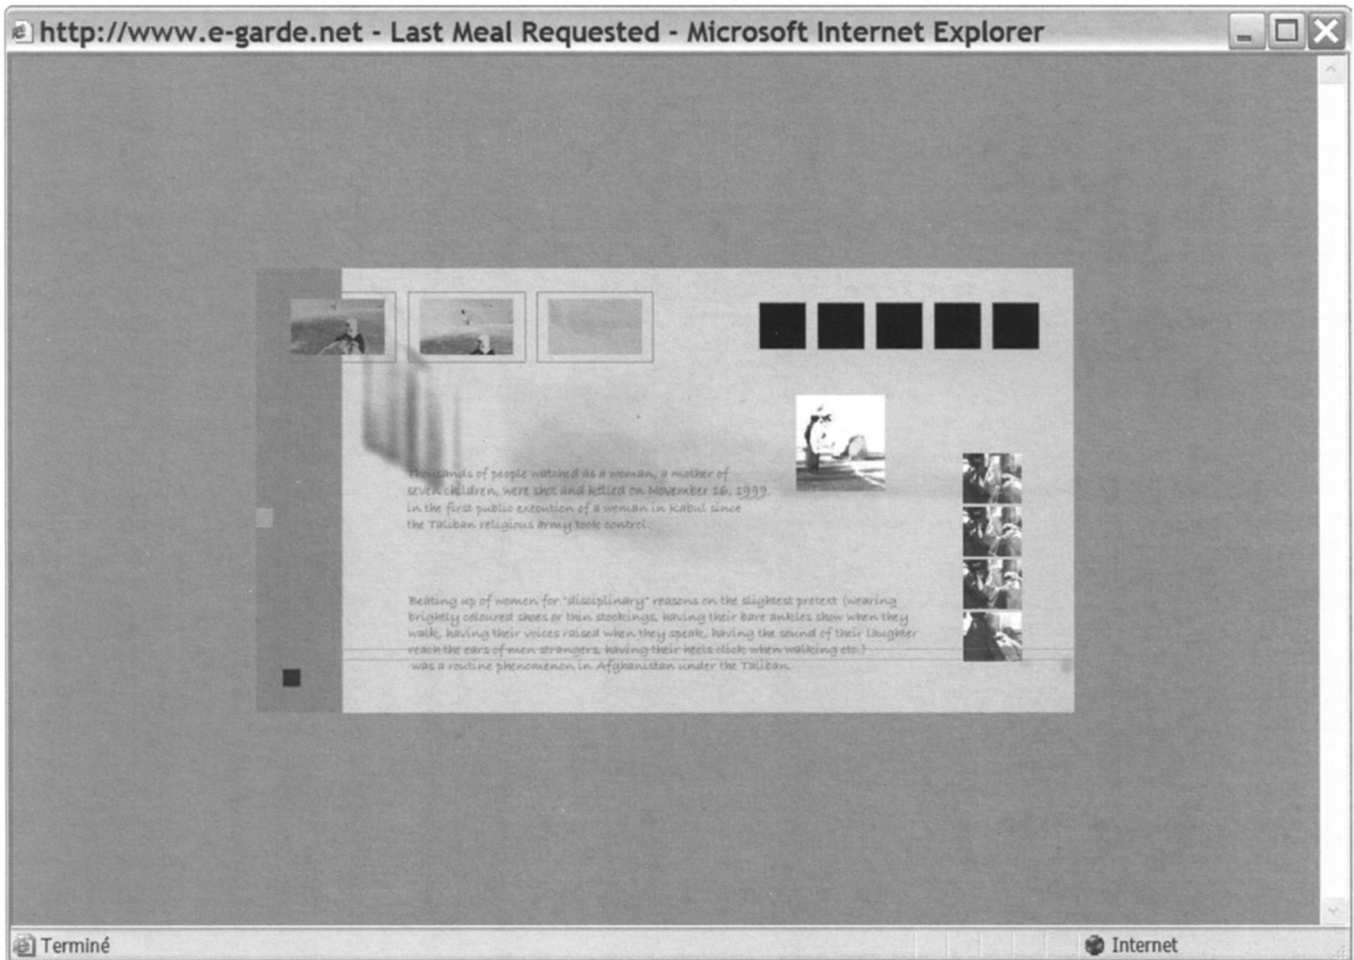 http://www.e-garde.net - Last Meal Requested - Microsoft Internet Explorer
Thousands of people watched as a woman, a mother of
seven children, were shot and killed on November 16, 1999,
in the first public execution of a woman in Kabul since
the Taliban religious army took control.
Beating up of women for "disciplinary" reasons on the slightest pretext (wearing
brightly coloured shoes or thin stockings, having their bare ankles show when they
walk, having their voices raised when they speak, having the sound of their laughter
reach the ears of men strangers, having their heels click when walking etc.)
was a routine phenomenon in Afghanistan under the Taliban.
Terminé
Internet